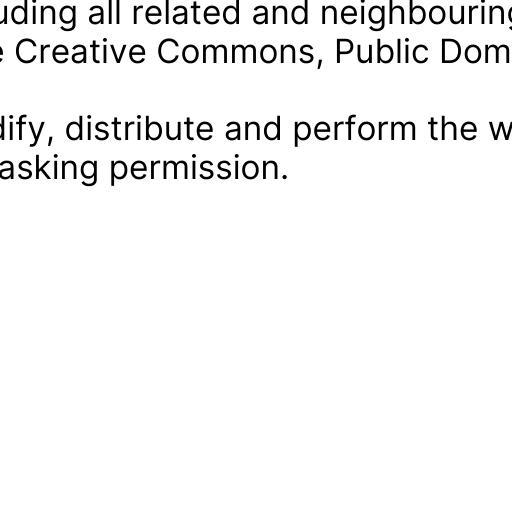 uding all related and neighbouring
e Creative Commons, Public Dom
dify, distribute and perform the w
asking permission.